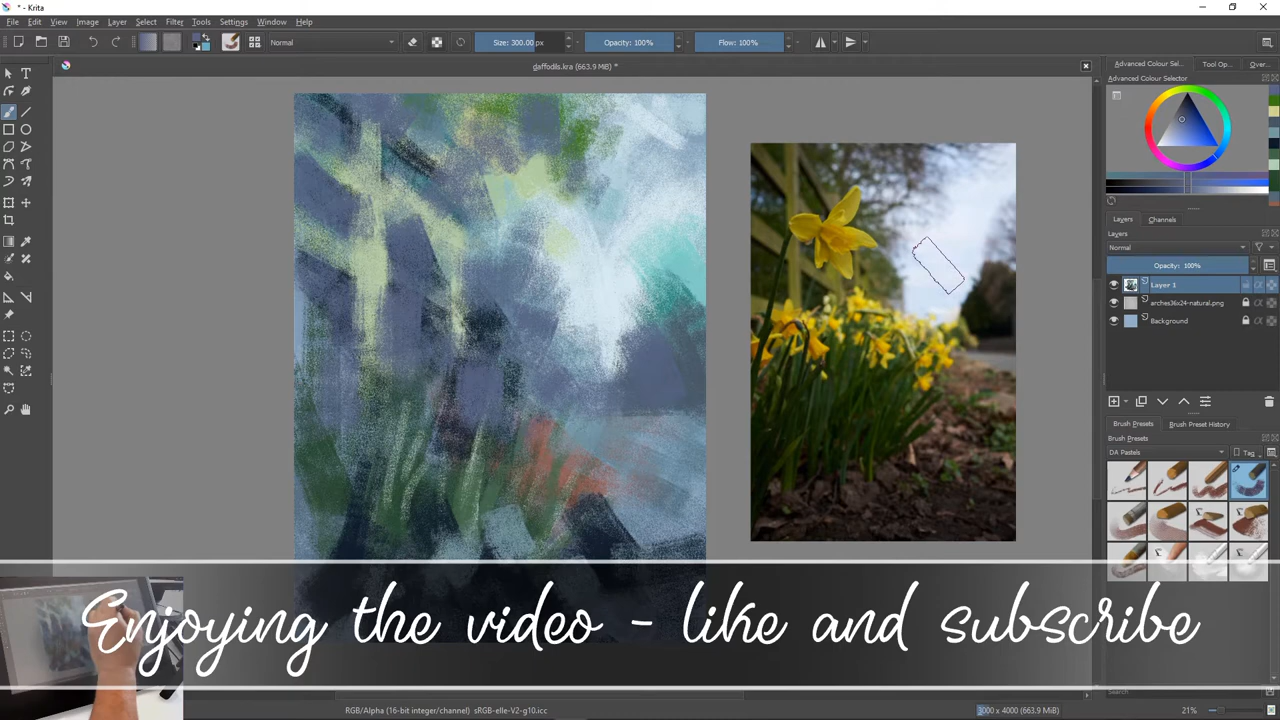 * - Krita
File Edit View Image Layer Select Filter Tools Settings Window Help
Normal Size: 300.00 px Opacity: 100% Flow: 100%
daffodils.kra (663.9 MiB) *
Advanced Colour Sel... Tool Op... Over...
Advanced Colour Selector
Layers Channels
Layers
Normal
Opacity: 100%
Layer 1
arches36x24-natural.png
Background
Brush Presets Brush Preset History
Brush Presets
DA Pastels Tag
Enjoying the video - like and subscribe
Search
RGB/Alpha (16-bit integer/channel) sRGB-elle-V2-g10.icc 3000 x 4000 (663.9 MiB) 21%